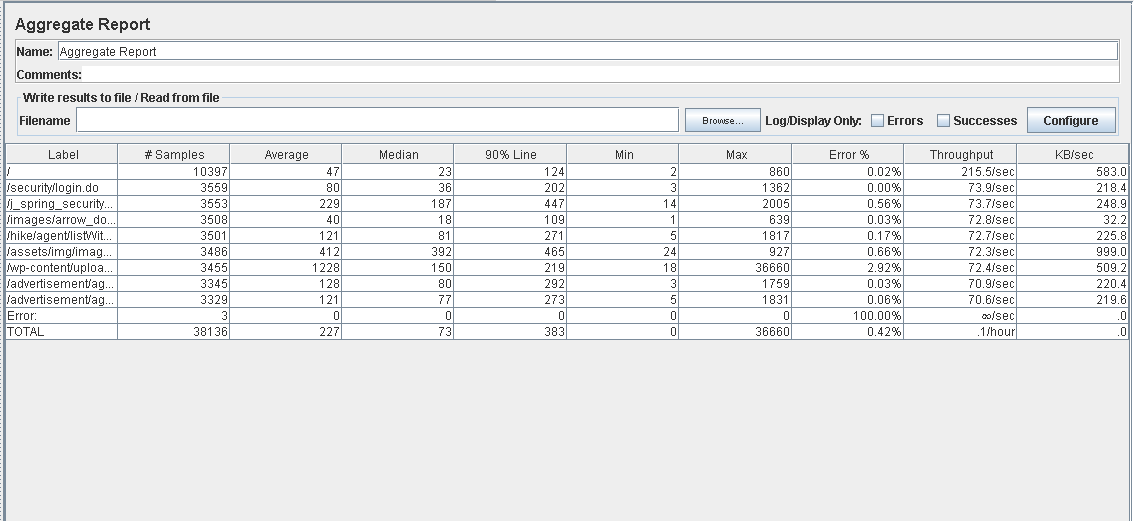 Aggregate Report
Name: Aggregate Report
Comments:
Write results to file / Read from file
Filename Browse... Log/Display Only: Errors Successes Configure
Label # Samples Average Median 90% Line Min Max Error % Throughput KB/sec
/ 10397 47 23 124 2 860 0.02% 215.5/sec 583.0
/security/login.do 3559 80 36 202 3 1362 0.00% 73.9/sec 218.4
/j_spring_security... 3553 229 187 447 14 2005 0.56% 73.7/sec 248.9
/images/arrow_do... 3508 40 18 109 1 639 0.03% 72.8/sec 32.2
/hike/agent/listWit... 3501 121 81 271 5 1817 0.17% 72.7/sec 225.8
/assets/img/imag... 3486 412 392 465 24 927 0.66% 72.3/sec 999.0
/wp-content/uploa... 3455 1228 150 219 18 36660 2.92% 72.4/sec 509.2
/advertisement/ag... 3345 128 80 292 3 1759 0.03% 70.9/sec 220.4
/advertisement/ag... 3329 121 77 273 5 1831 0.06% 70.6/sec 219.6
Error: 3 0 0 0 0 0 100.00% ∞/sec .0
TOTAL 38136 227 73 383 0 36660 0.42% .1/hour .0